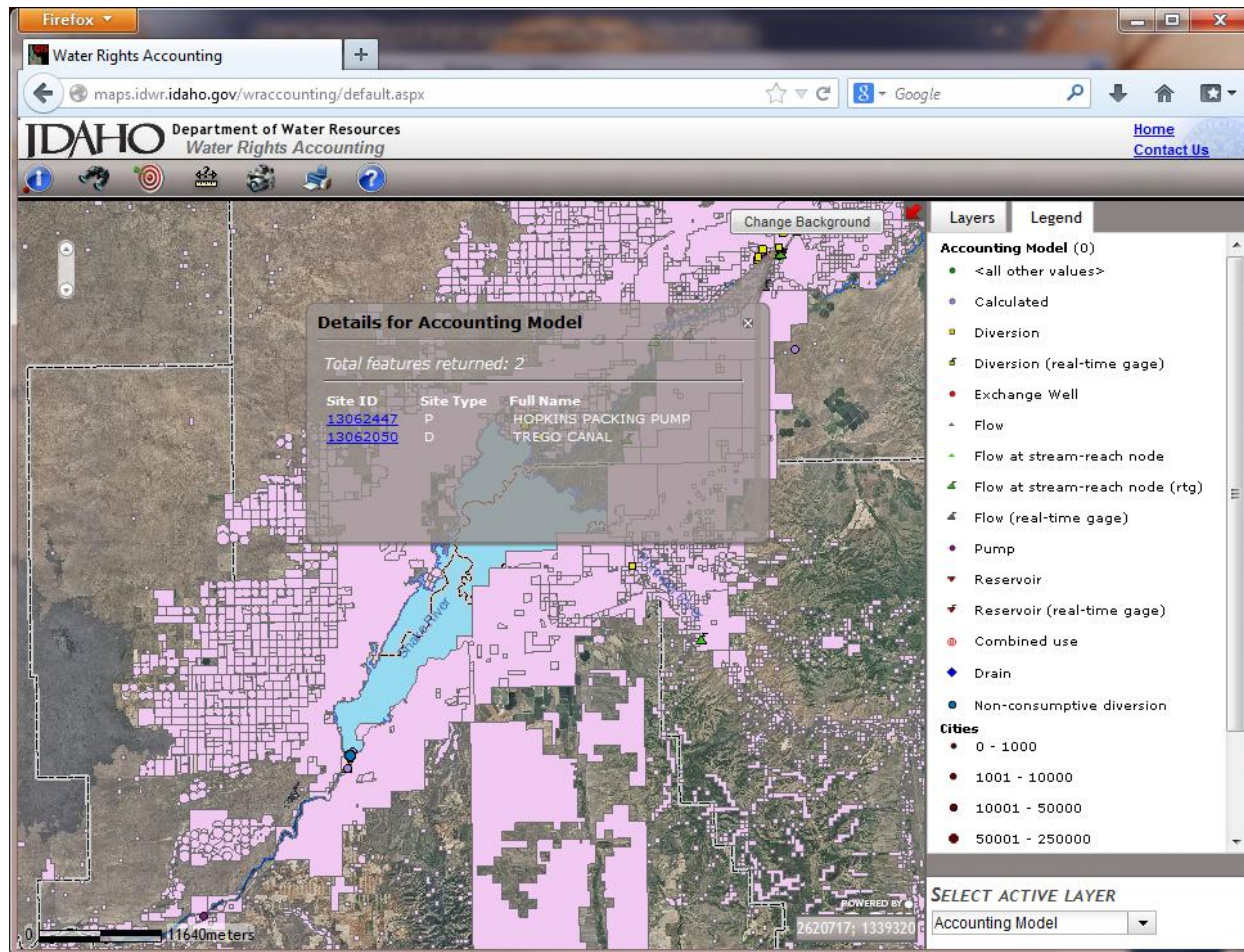 Firefox
Water Rights Accounting
maps.idwr.idaho.gov/wraccounting/default.aspx
Google
IDAHO
Department of Water Resources
Water Rights Accounting
Home
Contact Us
Change Background
Details for Accounting Model
Total features returned: 2
Site ID Site Type Full Name
13062447 P HOPKINS PACKING PUMP
13062050 D TREGO CANAL
Snake River
0 11640meters
POWERED BY
2620717; 1339320
Layers Legend
Accounting Model (0)
<all other values>
Calculated
Diversion
Diversion (real-time gage)
Exchange Well
Flow
Flow at stream-reach node
Flow at stream-reach node (rtg)
Flow (real-time gage)
Pump
Reservoir
Reservoir (real-time gage)
Combined use
Drain
Non-consumptive diversion
Cities
0 - 1000
1001 - 10000
10001 - 50000
50001 - 250000
SELECT ACTIVE LAYER
Accounting Model